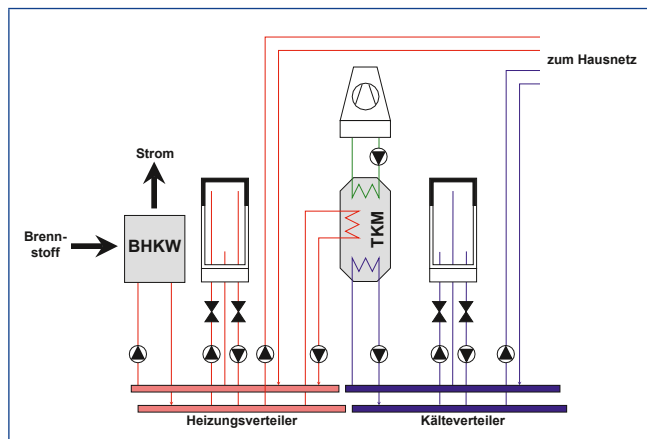 zum Hausnetz
Strom
Brenn-
stoff
BHKW
TKM
Heizungsverteiler
Kälteverteiler